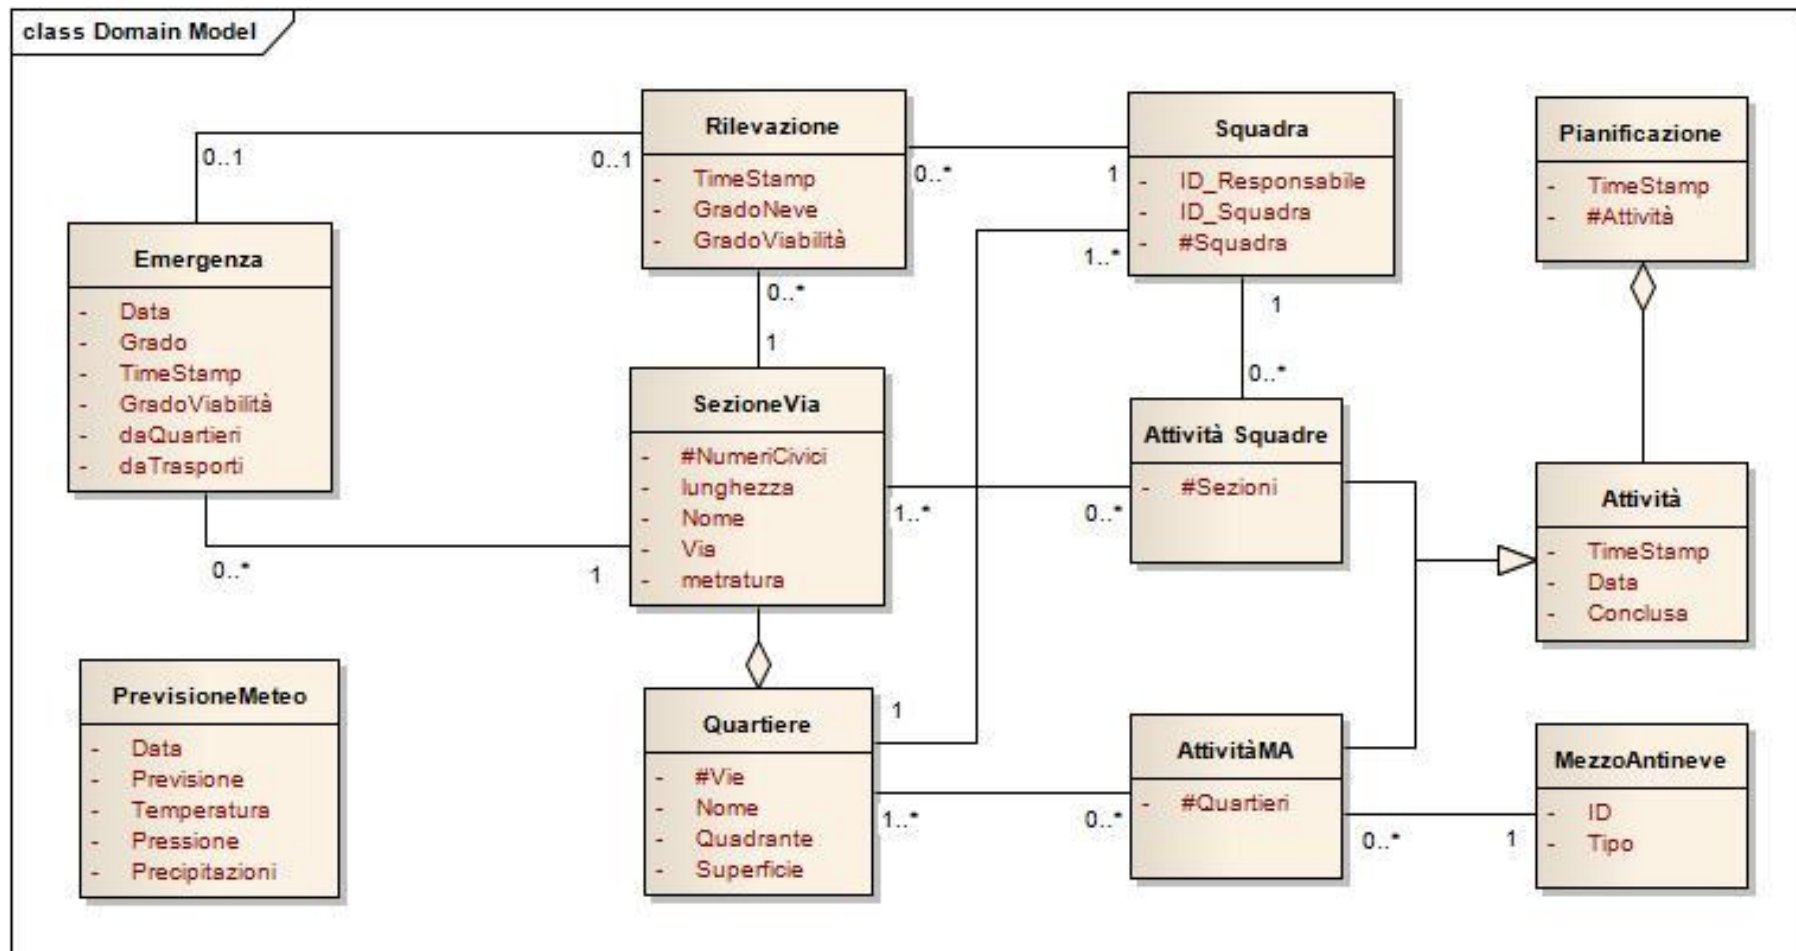 class Domain Model
Rilevazione
- TimeStamp
- GradoNeve
- GradoViabilità
Squadra
- ID_Responsabile
- ID_Squadra
- #Squadra
Pianificazione
- TimeStamp
- #Attività
0..1
0..1
0..*
1
1..*
Emergenza
- Data
- Grado
- TimeStamp
- GradoViabilità
- daQuartieri
- daTrasporti
0..*
1
1
0..*
SezioneVia
- #NumeriCivici
- lunghezza
- Nome
- Via
- metratura
Attività Squadre
- #Sezioni
Attività
- TimeStamp
- Data
- Conclusa
1..*
0..*
0..*
1
PrevisioneMeteo
- Data
- Previsione
- Temperatura
- Pressione
- Precipitazioni
Quartiere
- #Vie
- Nome
- Quadrante
- Superficie
1
AttivitàMA
- #Quartieri
MezzoAntineve
- ID
- Tipo
1..*
0..*
0..*
1